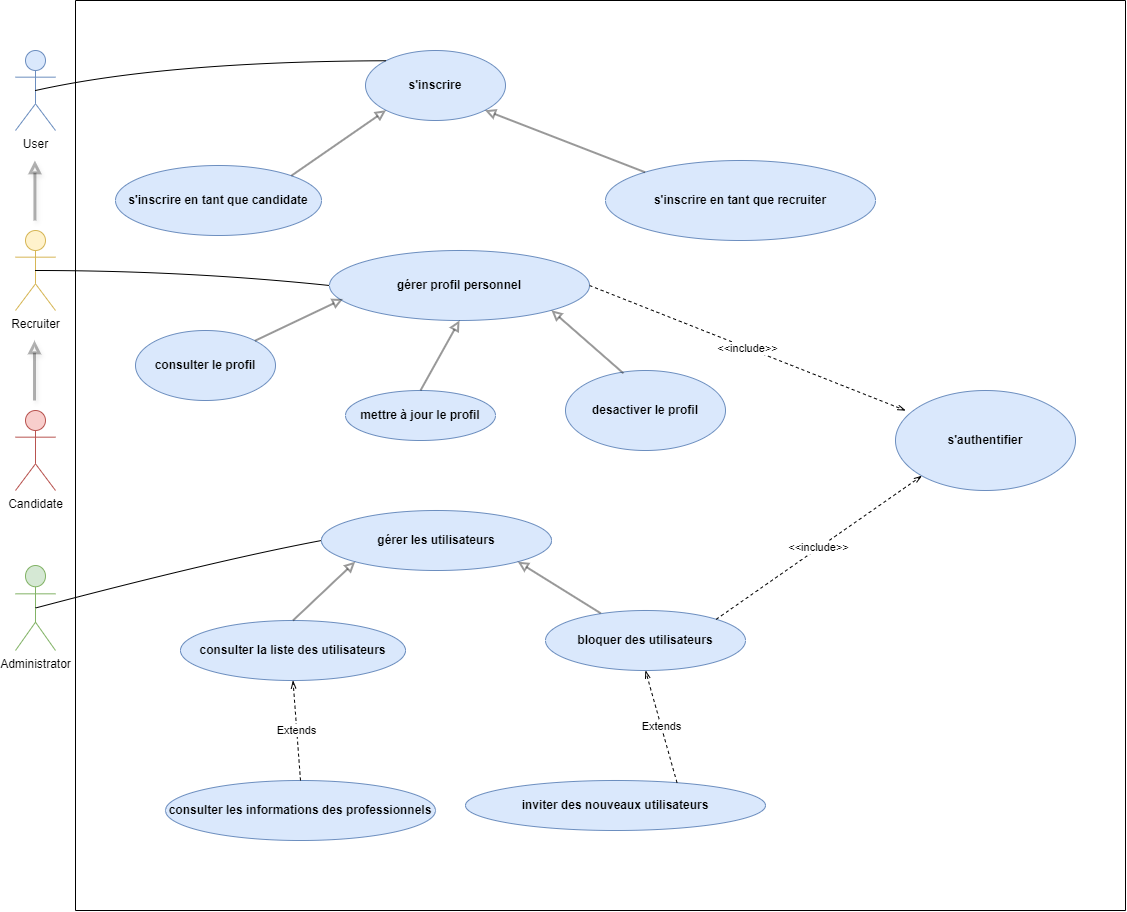 s'inscrire
User
s'inscrire en tant que candidate
s'inscrire en tant que recruiter
gérer profil personnel
Recruiter
<<include>>
consulter le profil
mettre à jour le profil
desactiver le profil
s'authentifier
Candidate
gérer les utilisateurs
<<include>>
Administrator
consulter la liste des utilisateurs
bloquer des utilisateurs
Extends
Extends
consulter les informations des professionnels
inviter des nouveaux utilisateurs